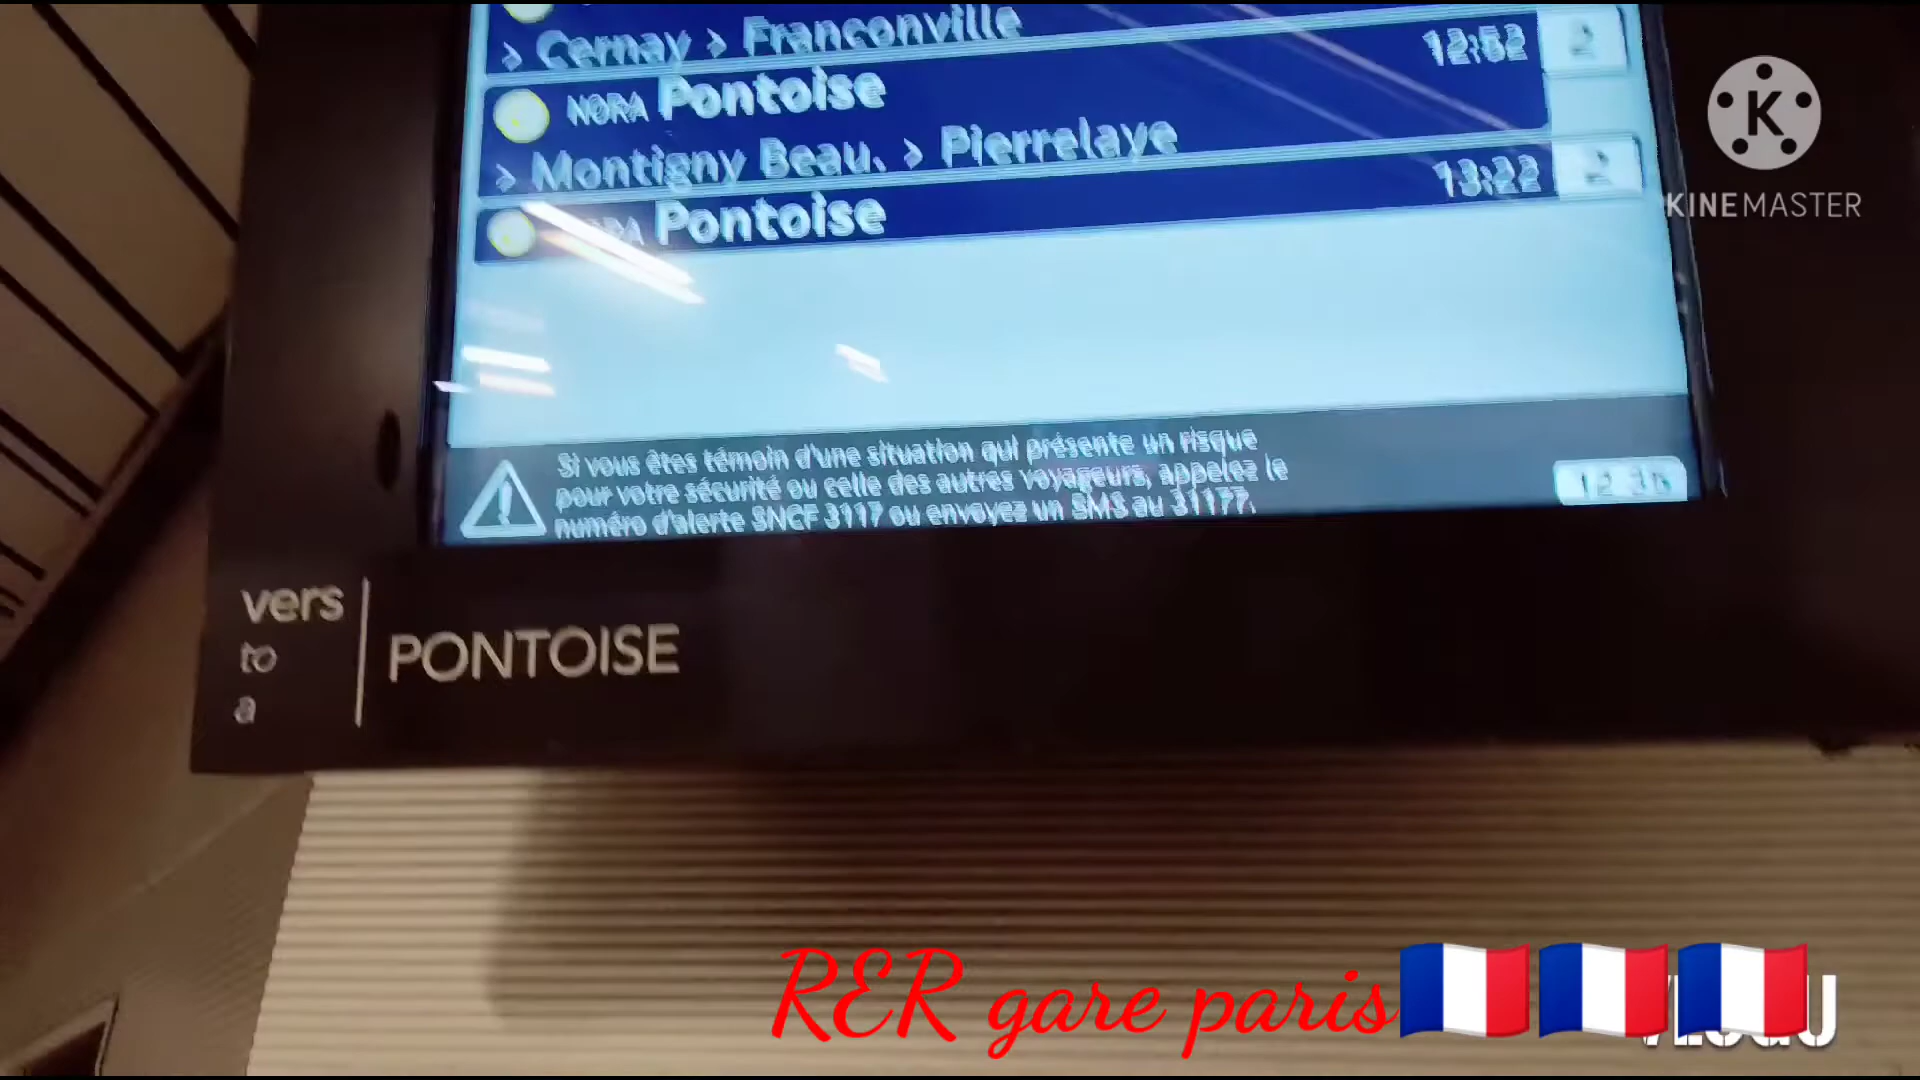 > Cernay > Franconville
12:52
2
NORA Pontoise
> Montigny Beau. > Pierrelaye
13:22
2
Pontoise
Si vous êtes témoin d'une situation qui présente un risque
pour votre sécurité ou celle des autres voyageurs, appelez le
numéro d'alerte SNCF 3117 ou envoyez un SMS au 31177.
vers
to
a
PONTOISE
KINEMASTER
RER gare paris🇫🇷🇫🇷🇫🇷